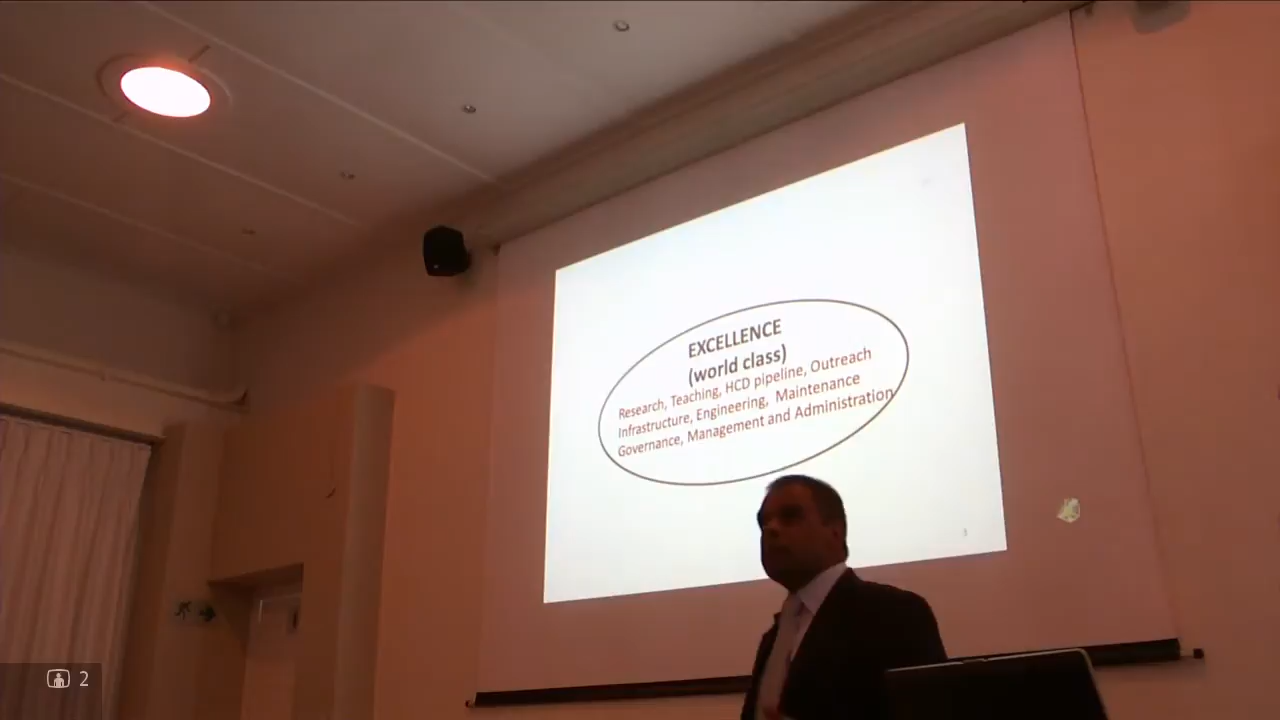 EXCELLENCE
(world class)
Research, Teaching, HCD pipeline, Outreach
Infrastructure, Engineering, Maintenance
Governance, Management and Administration
2